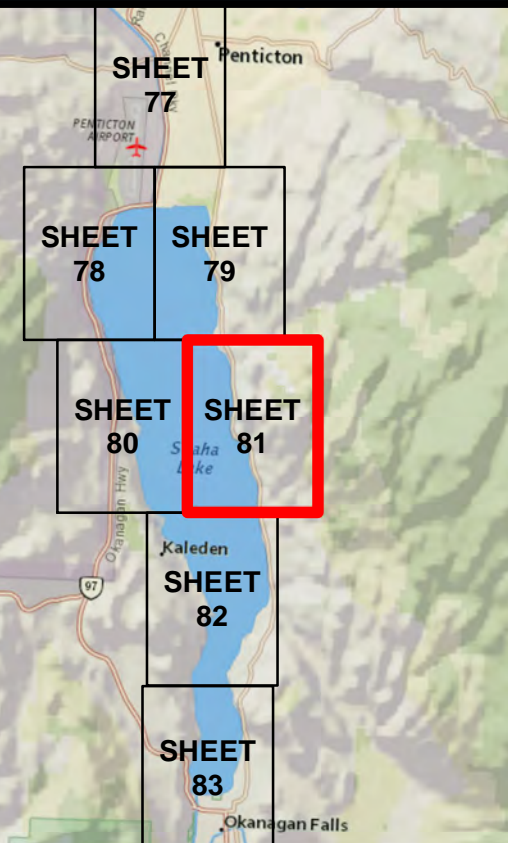 Penticton
SHEET
77
PENTICTON
AIRPORT
SHEET
78
SHEET
79
SHEET
80
SHEET
81
Lake
Okanagan Hwy
Kaleden
SHEET
82
97
SHEET
83
Okanagan Falls